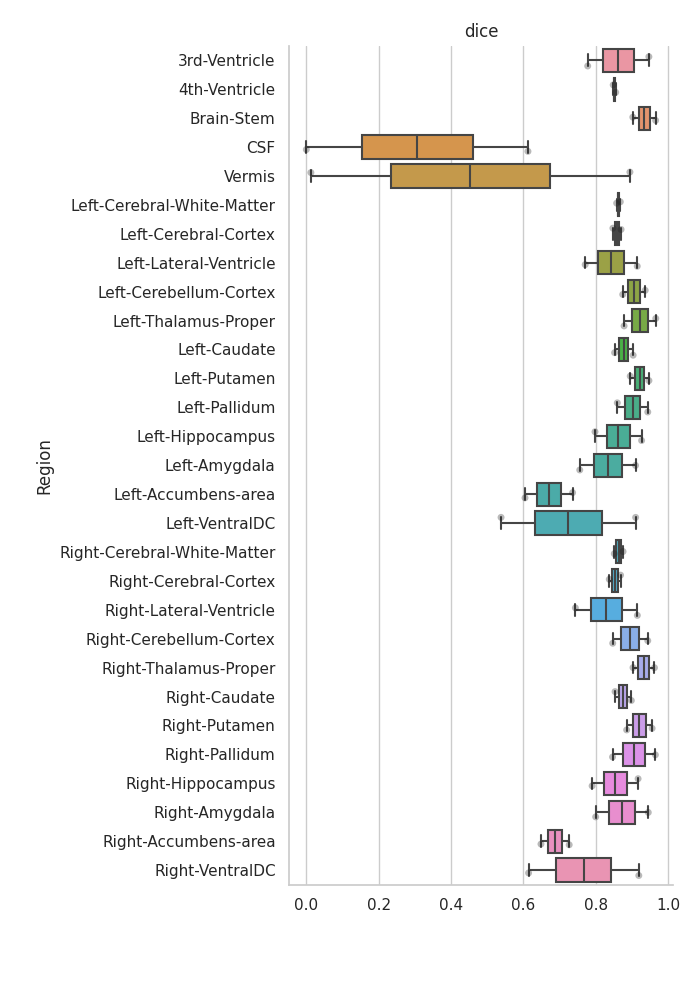 dice
3rd-Ventricle
4th-Ventricle
Brain-Stem
CSF
Vermis
Left-Cerebral-White-Matter
Left-Cerebral-Cortex
Left-Lateral-Ventricle
Left-Cerebellum-Cortex
Left-Thalamus-Proper
Left-Caudate
Left-Putamen
Left-Pallidum
Left-Hippocampus
Left-Amygdala
Left-Accumbens-area
Left-VentralDC
Right-Cerebral-White-Matter
Right-Cerebral-Cortex
Right-Lateral-Ventricle
Right-Cerebellum-Cortex
Right-Thalamus-Proper
Right-Caudate
Right-Putamen
Right-Pallidum
Right-Hippocampus
Right-Amygdala
Right-Accumbens-area
Right-VentralDC
Region
0.0 0.2 0.4 0.6 0.8 1.0